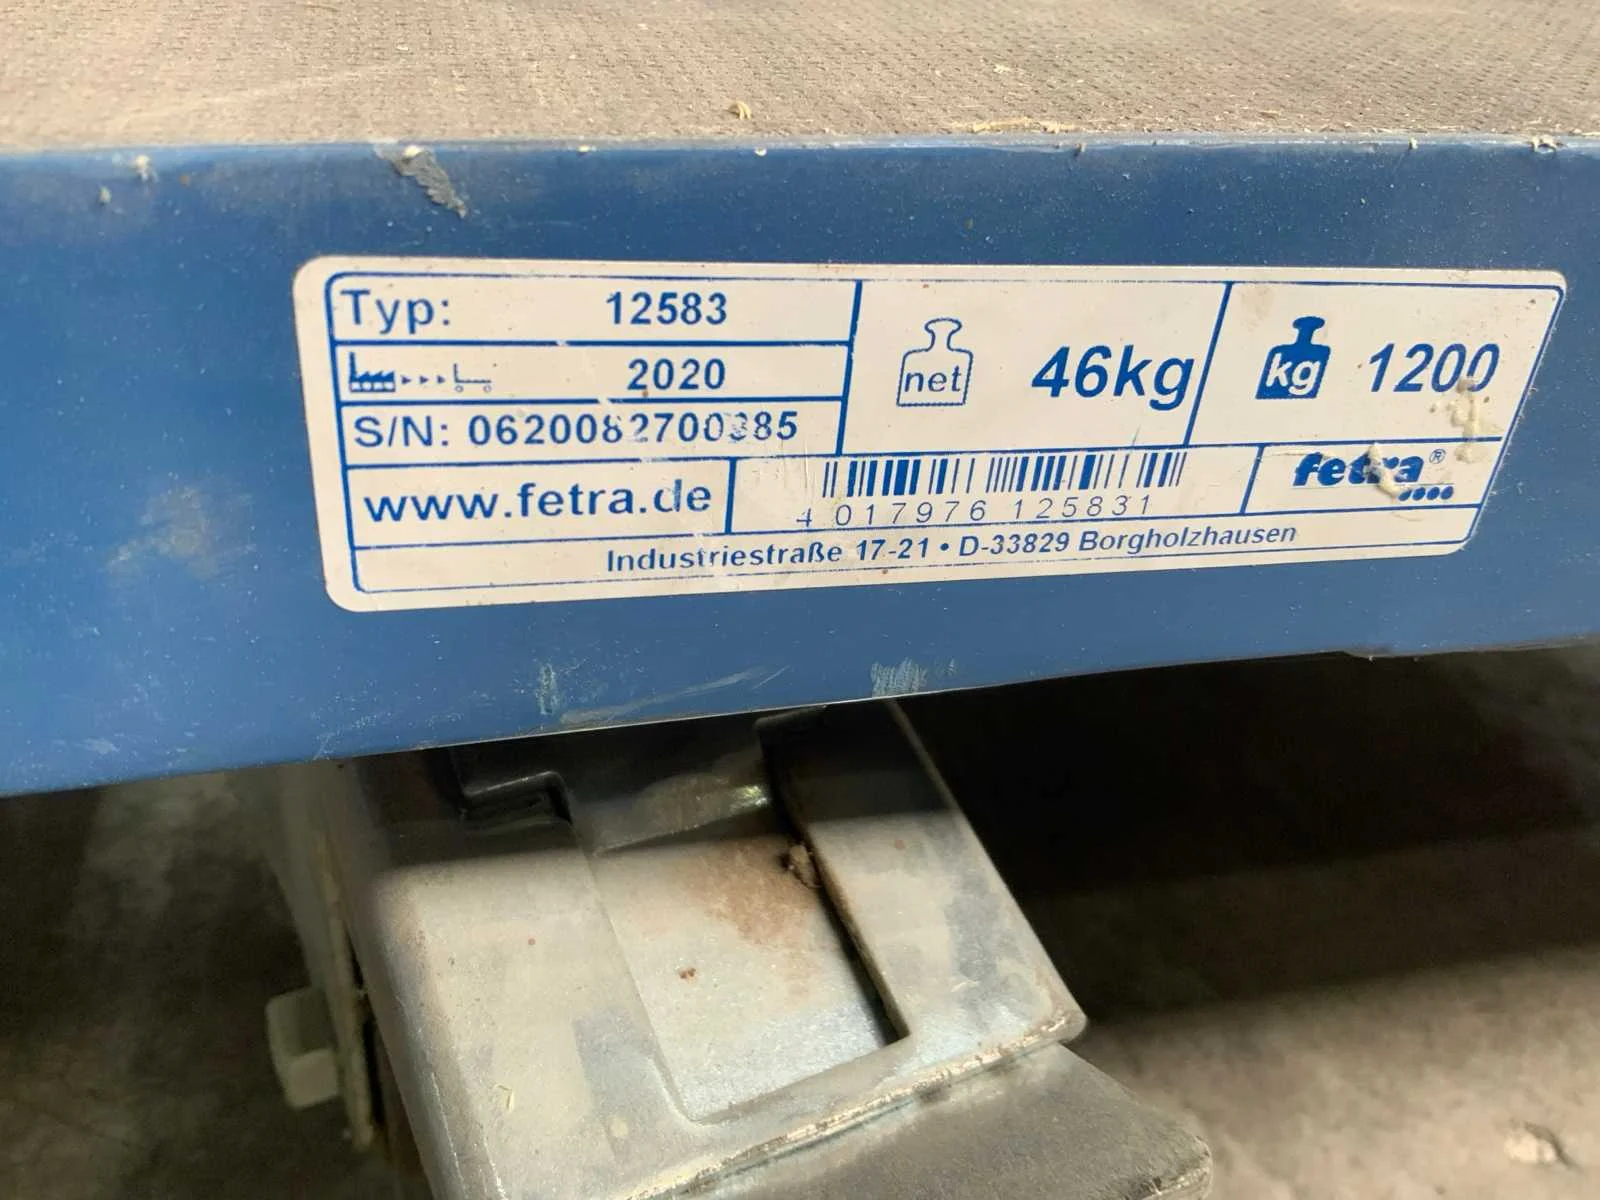 Typ: 12583
2020
S/N:
net 46kg
kg 1200
www.fetra.de
4 017976 125831
fetra®
Industriestraße 17-21 • D-33829 Borgholzhausen